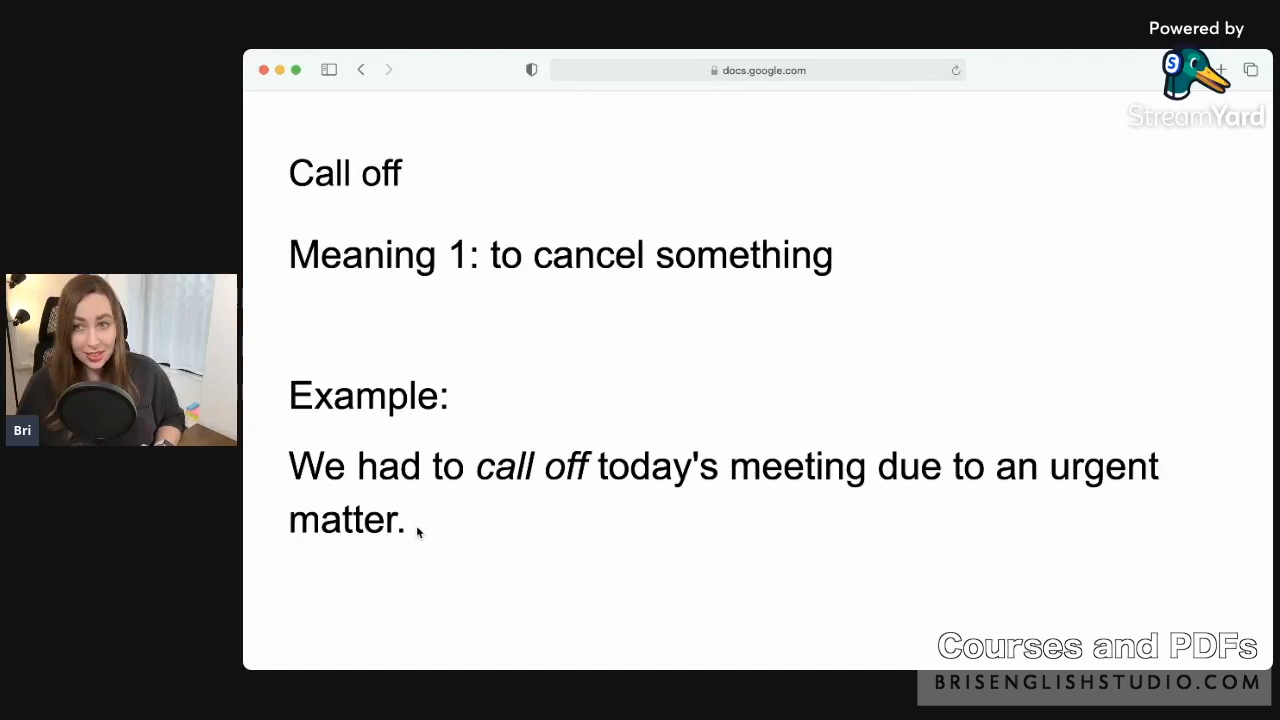 Powered by
S
docs.google.com
StreamYard
Call off
Meaning 1: to cancel something
Example:
We had to call off today's meeting due to an urgent
matter.
Bri
Courses and PDFs
BRISENGLISHSTUDIO.COM